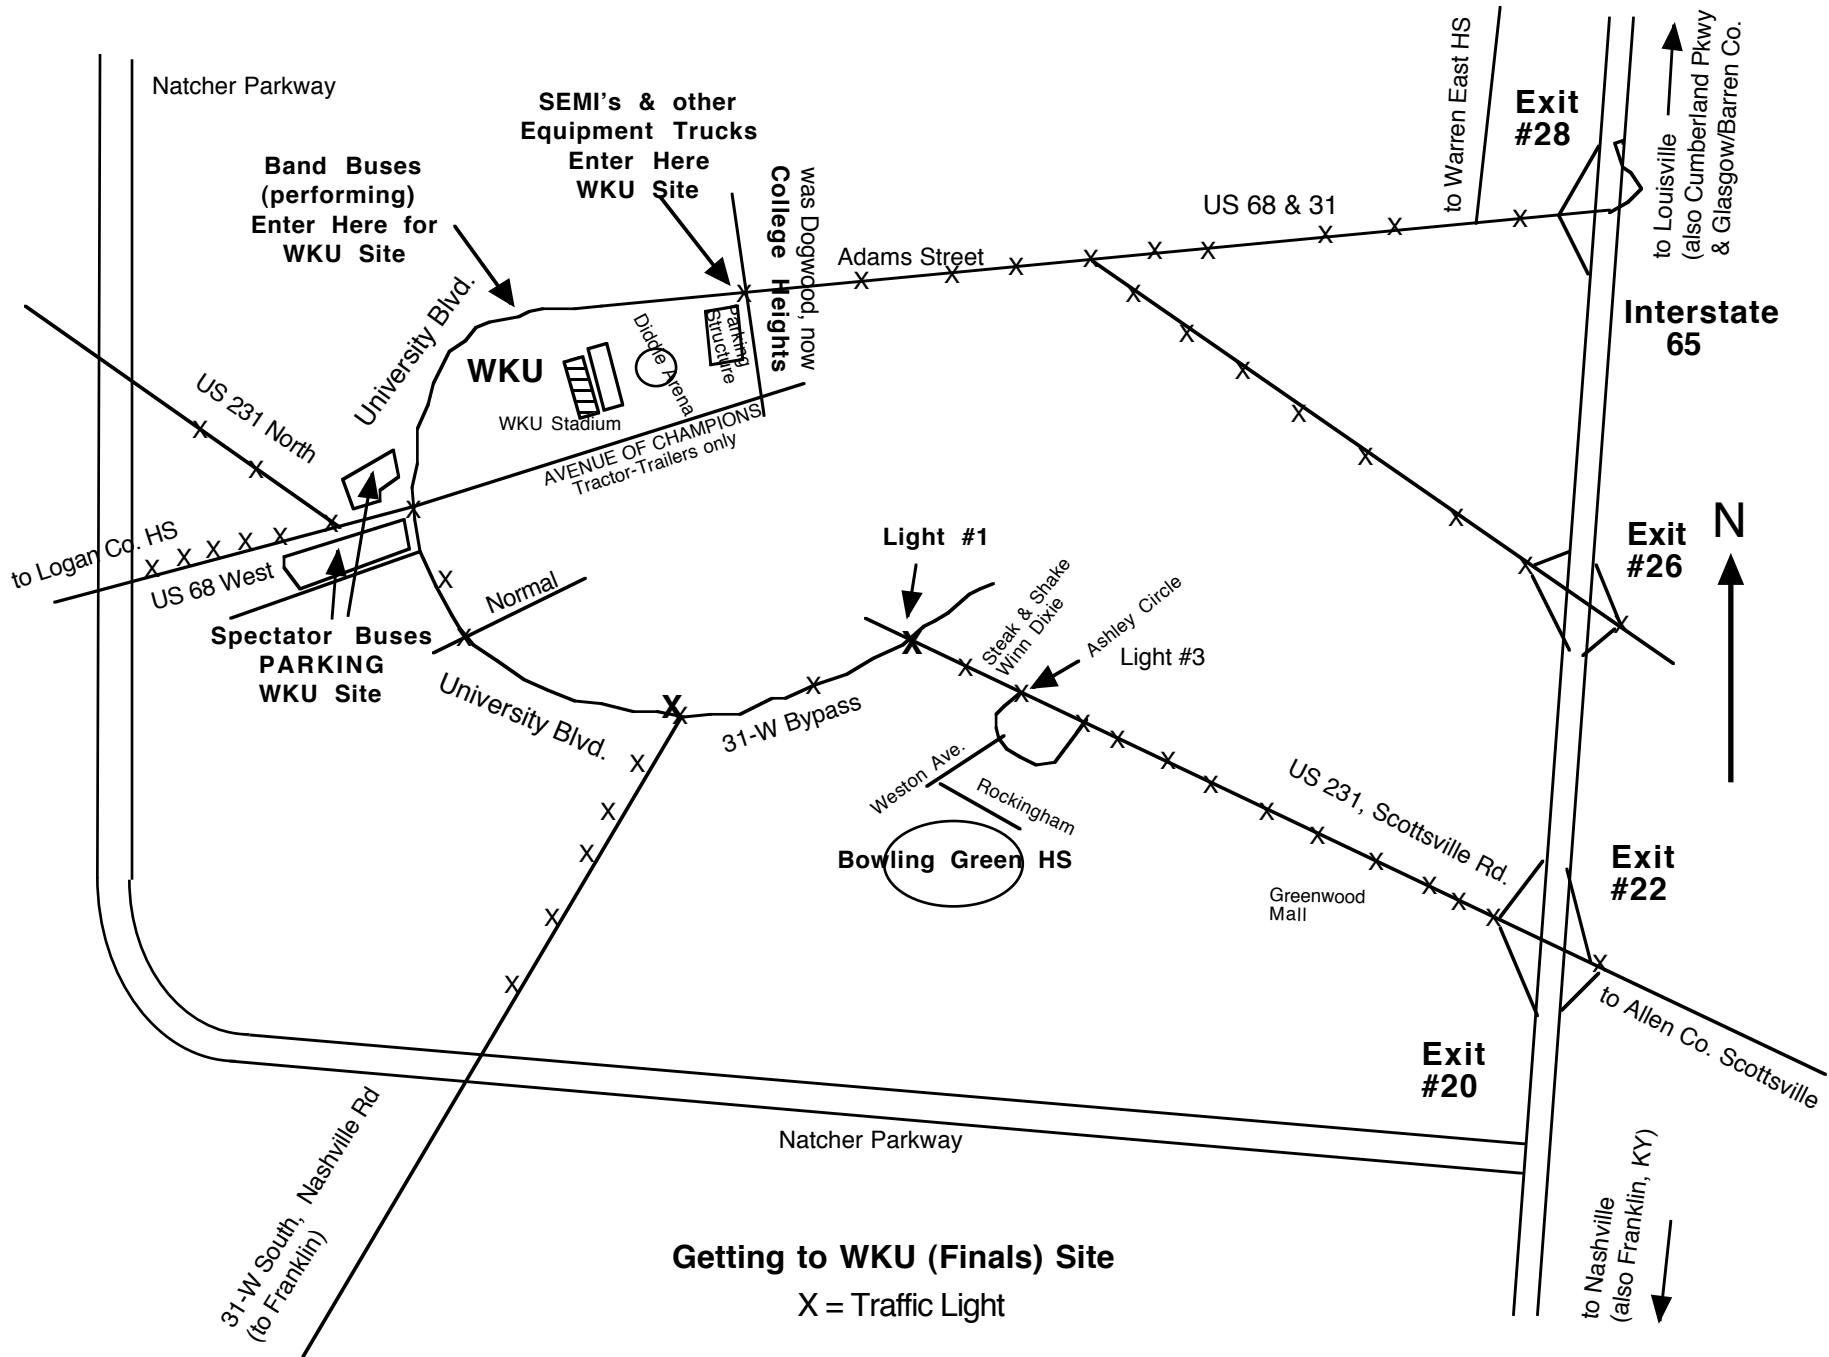 Natcher Parkway
SEMI's & other
Equipment Trucks
Enter Here
WKU Site
Band Buses
(performing)
Enter Here for
WKU Site
was Dogwood, now
College Heights
to Warren East HS
Exit
#28
to Louisville
(also Cumberland Pkwy
& Glasgow/Barren Co.
US 68 & 31
Adams Street
University Blvd.
Interstate
65
WKU
Diddle Arena
Parking
Structure
WKU Stadium
AVENUE OF CHAMPIONS
Tractor-Trailers only
US 231 North
to Logan Co. HS
US 68 West
Normal
Spectator Buses
PARKING
WKU Site
University Blvd.
31-W Bypass
Light #1
Steak & Shake
Winn Dixie
Ashley Circle
Light #3
Exit
#26
N
Weston Ave.
Rockingham
Bowling Green HS
US 231, Scottsville Rd.
Greenwood
Mall
Exit
#22
to Allen Co. Scottsville
Exit
#20
Natcher Parkway
31-W South, Nashville Rd
(to Franklin)
to Nashville
(also Franklin, KY)
Getting to WKU (Finals) Site
X = Traffic Light